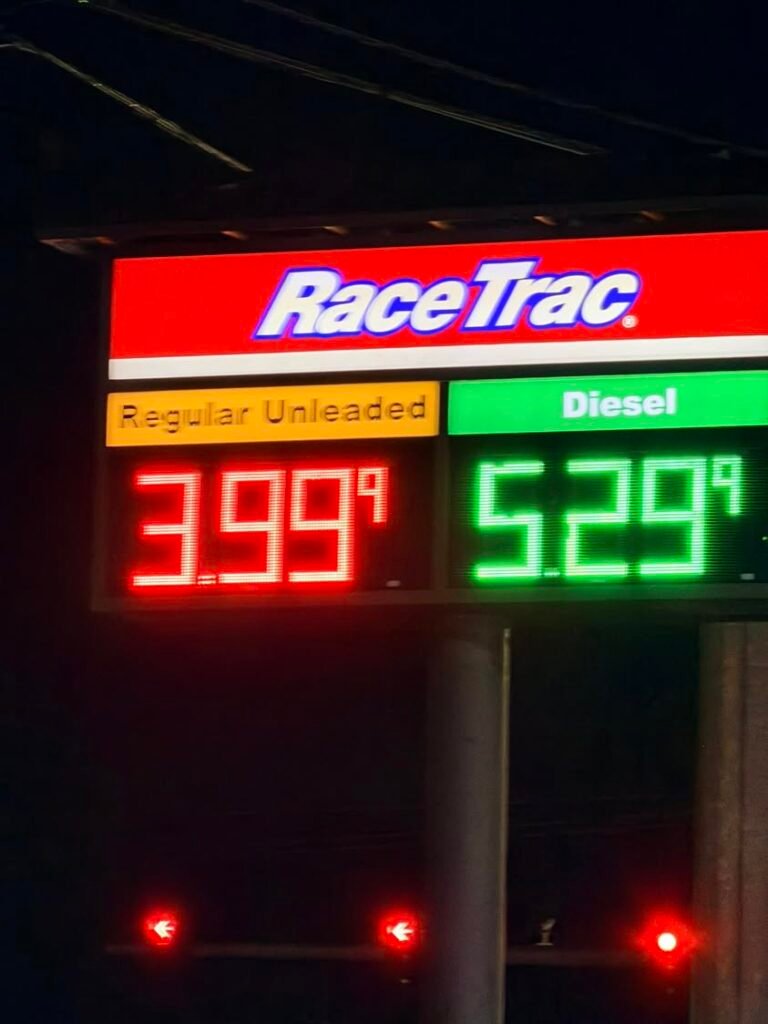 RaceTrac®
Regular Unleaded
Diesel
3.99 9
5.29 9